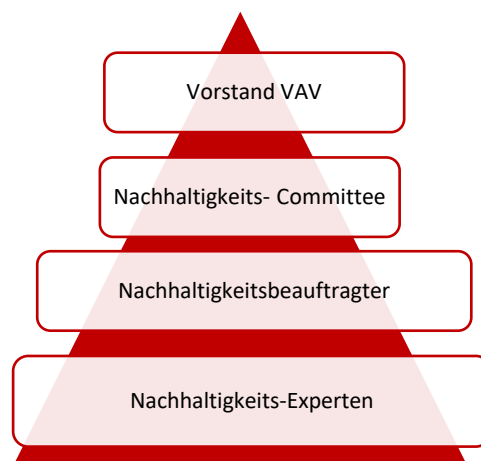 Vorstand VAV
Nachhaltigkeits- Committee
Nachhaltigkeitsbeauftragter
Nachhaltigkeits-Experten